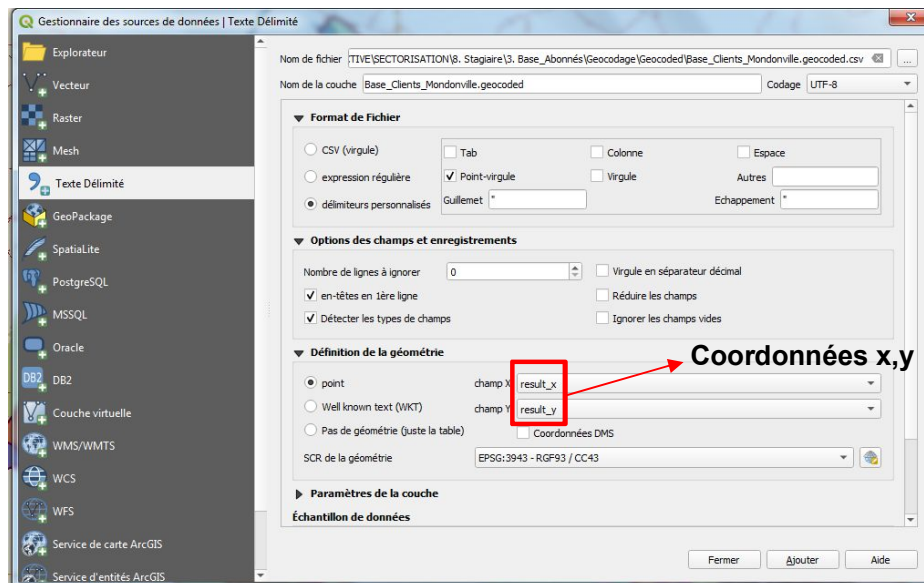 Gestionnaire des sources de données | Texte Délimité
Explorateur
Vecteur
Raster
Mesh
Texte Délimité
GeoPackage
SpatiaLite
PostgreSQL
MSSQL
Oracle
DB2 DB2
Couche virtuelle
WMS/WMTS
WCS
WFS
Service de carte ArcGIS
Service d'entités ArcGIS
Nom de fichier :TIVE\SECTORISATION\8. Stagiaire\3. Base_Abonnés\Geocodage\Geocoded\Base_Clients_Mondonville.geocoded.csv ...
Nom de la couche Base_Clients_Mondonville.geocoded Codage UTF-8
Format de Fichier
CSV (virgule) Tab Colonne Espace
expression régulière Point-virgule Virgule Autres
délimiteurs personnalisés Guillemet " Echappement "
Options des champs et enregistrements
Nombre de lignes à ignorer 0 Virgule en séparateur décimal
en-têtes en 1ère ligne Réduire les champs
Détecter les types de champs Ignorer les champs vides
Définition de la géométrie
Coordonnées x,y
point champ X result_x
Well known text (WKT) champ Y result_y
Pas de géométrie (juste la table) Coordonnées DMS
SCR de la géométrie EPSG:3943 - RGF93 / CC43
Paramètres de la couche
Échantillon de données
Fermer Ajouter Aide